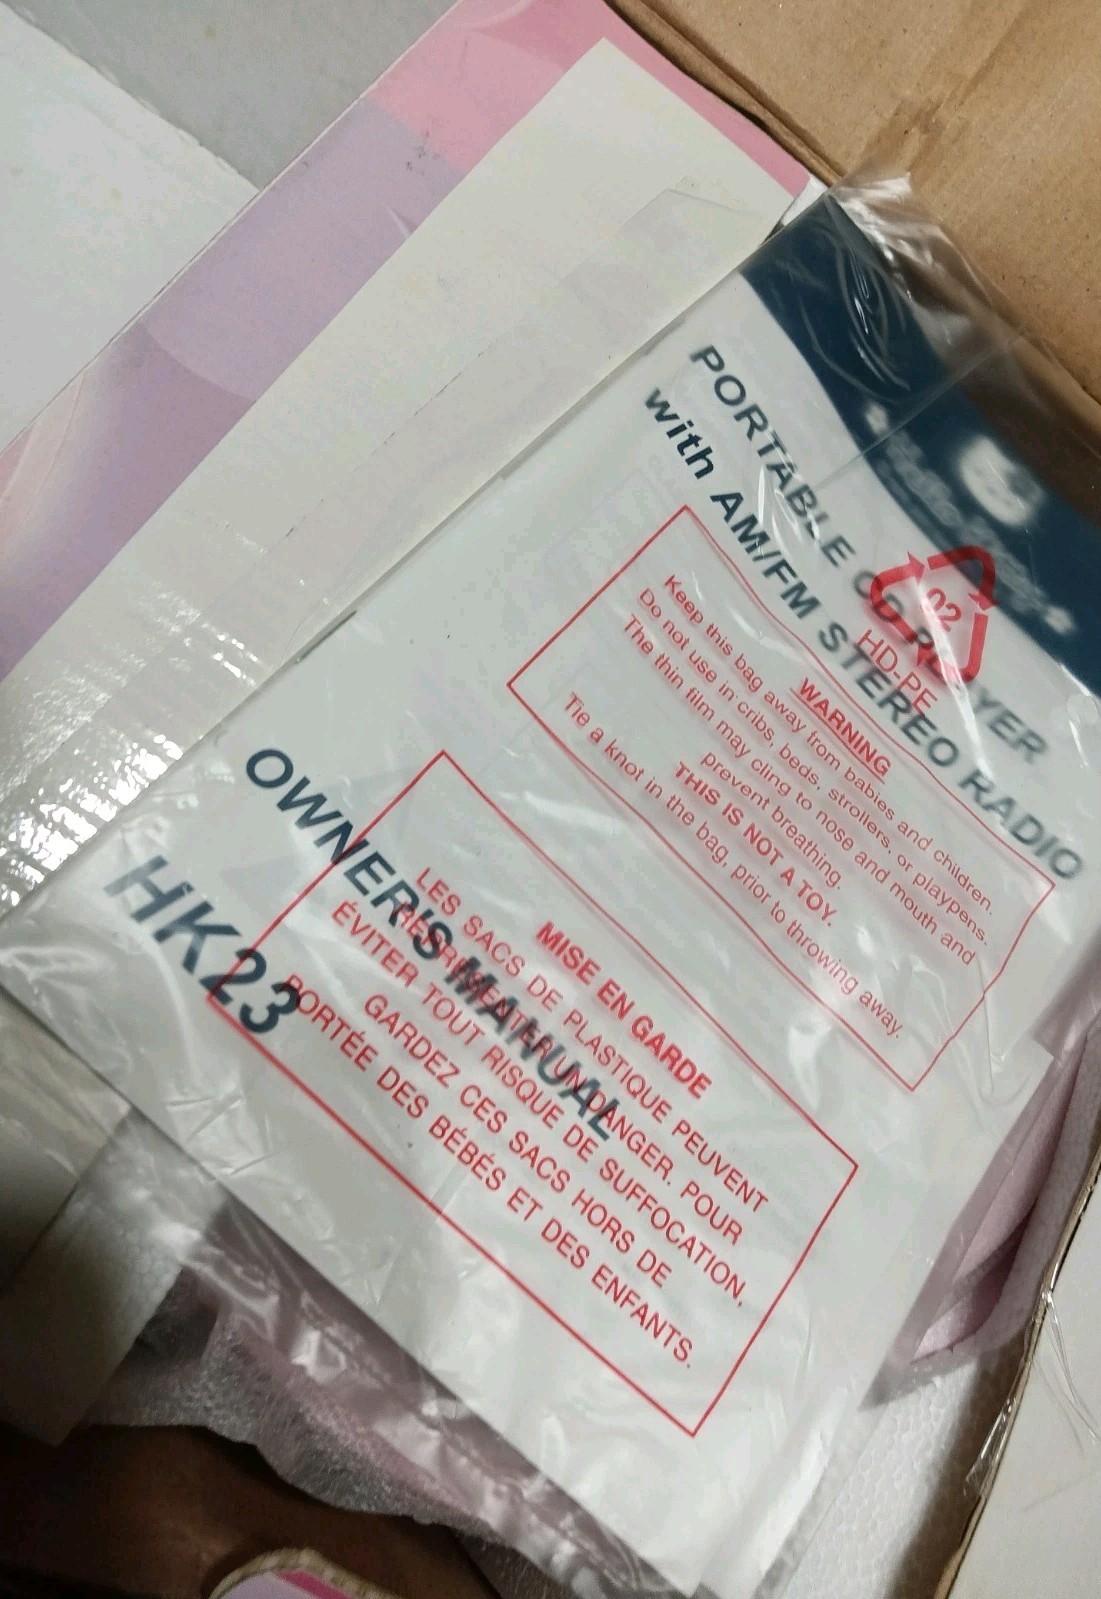 Hello Kitty
PORTABLE CD PLAYER
with AM/FM STEREO RADIO
02
HD-PE
WARNING
Keep this bag away from babies and children.
Do not use in cribs, beds, strollers, or playpens.
The thin film may cling to nose and mouth and
prevent breathing.
THIS IS NOT A TOY.
Tie a knot in the bag, prior to throwing away.
OWNER'S MANUAL
HK23
MISE EN GARDE
LES SACS DE PLASTIQUE PEUVENT
REPRÉSENTER UN DANGER. POUR
ÉVITER TOUT RISQUE DE SUFFOCATION,
GARDEZ CES SACS HORS DE
PORTÉE DES BÉBÉS ET DES ENFANTS.